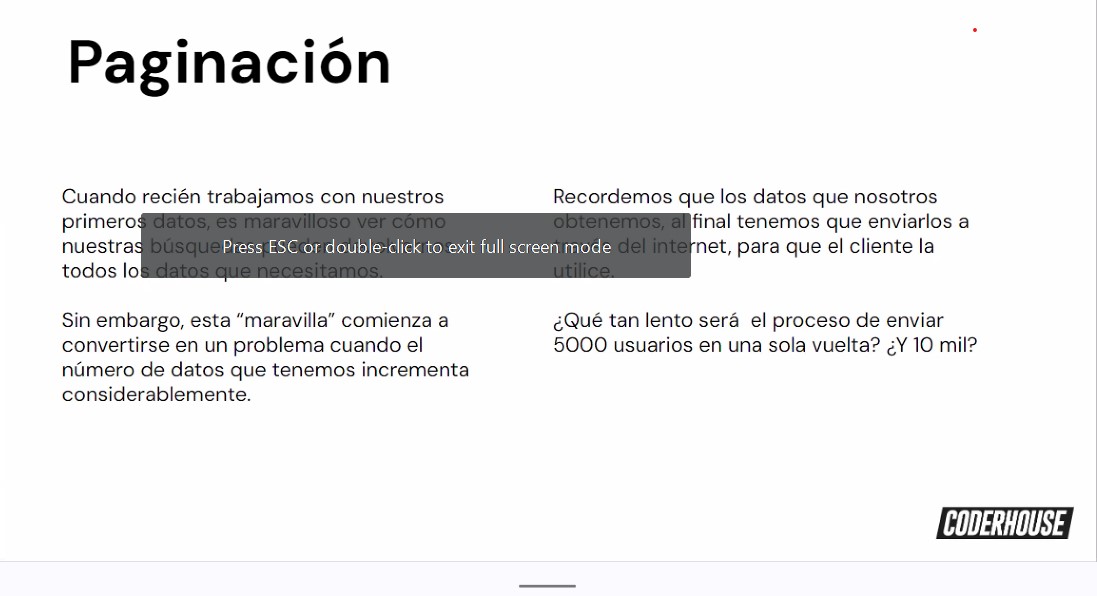 Paginación
Cuando recién trabajamos con nuestros
primeros datos, es maravilloso ver cómo
nuestras
todos los datos que necesitamos.
Sin embargo, esta “maravilla” comienza a
convertirse en un problema cuando el
número de datos que tenemos incrementa
considerablemente.
Recordemos que los datos que nosotros
obtenemos, al final tenemos que enviarlos a
del internet, para que el cliente la
utilice.
¿Qué tan lento será  el proceso de enviar
5000 usuarios en una sola vuelta? ¿Y 10 mil?
Press ESC or double-click to exit full screen mode
CODERHOUSE